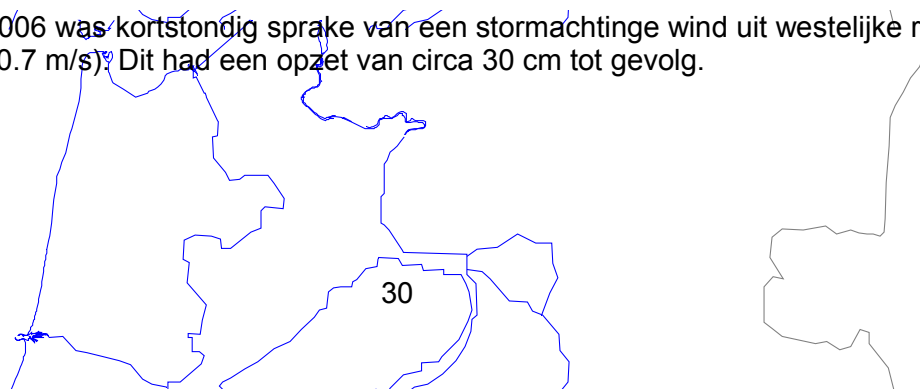 006 was kortstondig sprake van een stormachtinge wind uit westelijke r
0.7 m/s). Dit had een opzet van circa 30 cm tot gevolg.
30